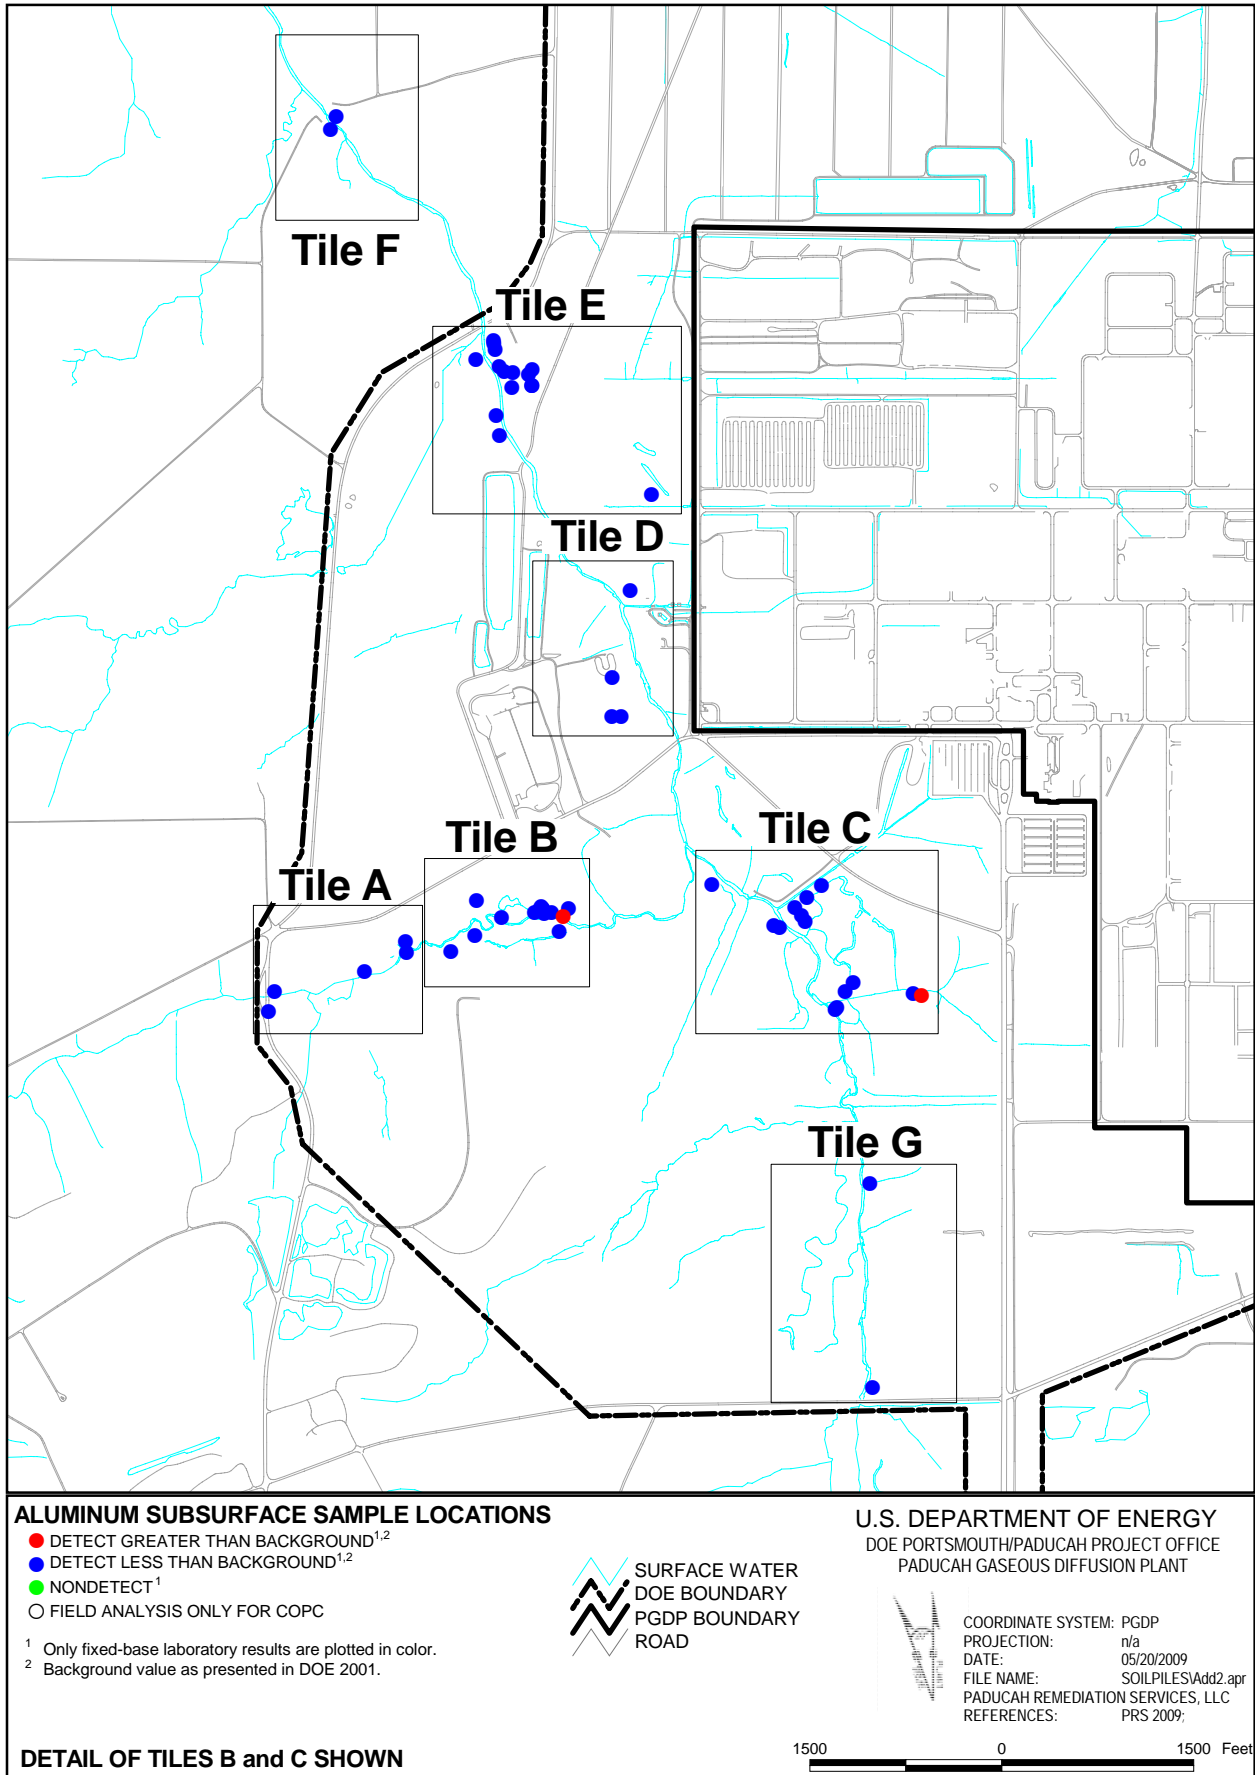 Tile F
Tile E
Tile D
Tile B
Tile C
Tile A
Tile G
ALUMINUM SUBSURFACE SAMPLE LOCATIONS
DETECT GREATER THAN BACKGROUND1,2
DETECT LESS THAN BACKGROUND1,2
NONDETECT1
FIELD ANALYSIS ONLY FOR COPC
1 Only fixed-base laboratory results are plotted in color.
2 Background value as presented in DOE 2001.
DETAIL OF TILES B and C SHOWN
SURFACE WATER
DOE BOUNDARY
PGDP BOUNDARY
ROAD
U.S. DEPARTMENT OF ENERGY
DOE PORTSMOUTH/PADUCAH PROJECT OFFICE
PADUCAH GASEOUS DIFFUSION PLANT
COORDINATE SYSTEM: PGDP
PROJECTION: n/a
DATE: 05/20/2009
FILE NAME: SOILPILES\Add2.apr
PADUCAH REMEDIATION SERVICES, LLC
REFERENCES: PRS 2009;
1500 0 1500 Feet